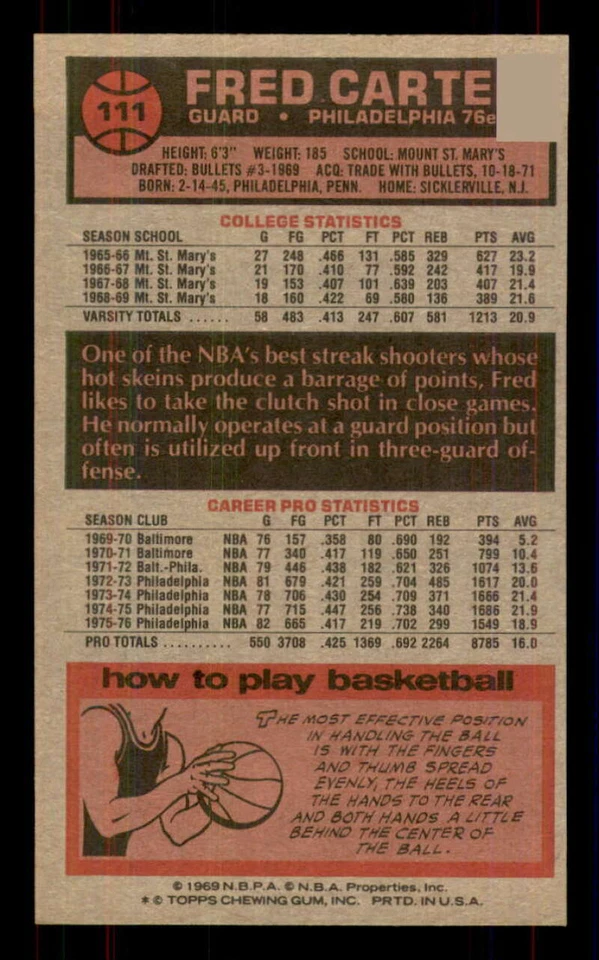 111
FRED CARTE
GUARD • PHILADELPHIA 76e
HEIGHT: 6'3" WEIGHT: 185 SCHOOL: MOUNT ST. MARY'S
DRAFTED: BULLETS #3-1969 ACQ: TRADE WITH BULLETS, 10-18-71
BORN: 2-14-45, PHILADELPHIA, PENN. HOME: SICKLERVILLE, N.J.
COLLEGE STATISTICS
SEASON SCHOOL G FG PCT FT PCT REB PTS AVG
1965-66 Mt. St. Mary's 27 248 .466 131 .585 329 627 23.2
1966-67 Mt. St. Mary's 21 170 .410 77 .592 242 417 19.9
1967-68 Mt. St. Mary's 19 153 .407 101 .639 203 407 21.4
1968-69 Mt. St. Mary's 18 160 .422 69 .580 136 389 21.6
VARSITY TOTALS ...... 58 483 .413 247 .607 581 1213 20.9
One of the NBA's best streak shooters whose
hot skeins produce a barrage of points, Fred
likes to take the clutch shot in close games.
He normally operates at a guard position but
often is utilized up front in three-guard of-
fense.
CAREER PRO STATISTICS
SEASON CLUB G FG PCT FT PCT REB PTS AVG
1969-70 Baltimore NBA 76 157 .358 80 .690 192 394 5.2
1970-71 Baltimore NBA 77 340 .417 119 .650 251 799 10.4
1971-72 Balt.-Phila. NBA 79 446 .438 182 .621 326 1074 13.6
1972-73 Philadelphia NBA 81 679 .421 259 .704 485 1617 20.0
1973-74 Philadelphia NBA 78 706 .430 254 .709 371 1666 21.4
1974-75 Philadelphia NBA 77 715 .447 256 .738 340 1686 21.9
1975-76 Philadelphia NBA 82 665 .417 219 .702 299 1549 18.9
PRO TOTALS .......... 550 3708 .425 1369 .692 2264 8785 16.0
how to play basketball
THE MOST EFFECTIVE POSITION
IN HANDLING THE BALL
IS WITH THE FINGERS
AND THUMB SPREAD
EVENLY, THE HEELS OF
THE HANDS TO THE REAR
AND BOTH HANDS A LITTLE
BEHIND THE CENTER OF
THE BALL.
© 1969 N.B.P.A. © N.B.A. Properties, Inc.
* © TOPPS CHEWING GUM, INC. PRTD. IN U.S.A.